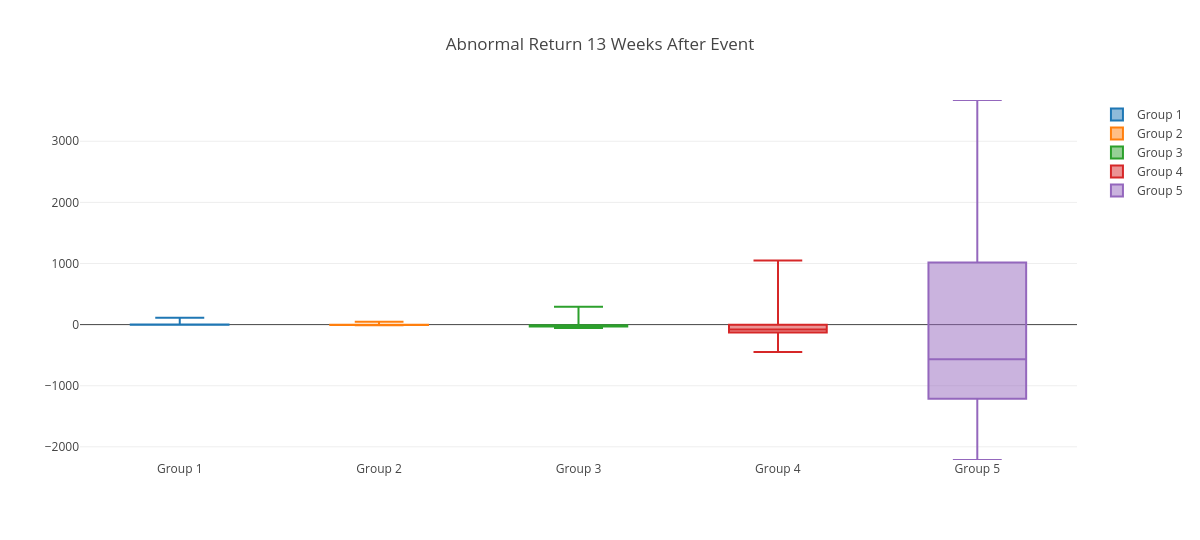 Abnormal Return 13 Weeks After Event
3000
2000
1000
0
−1000
−2000
Group 1
Group 2
Group 3
Group 4
Group 5
Group 1
Group 2
Group 3
Group 4
Group 5